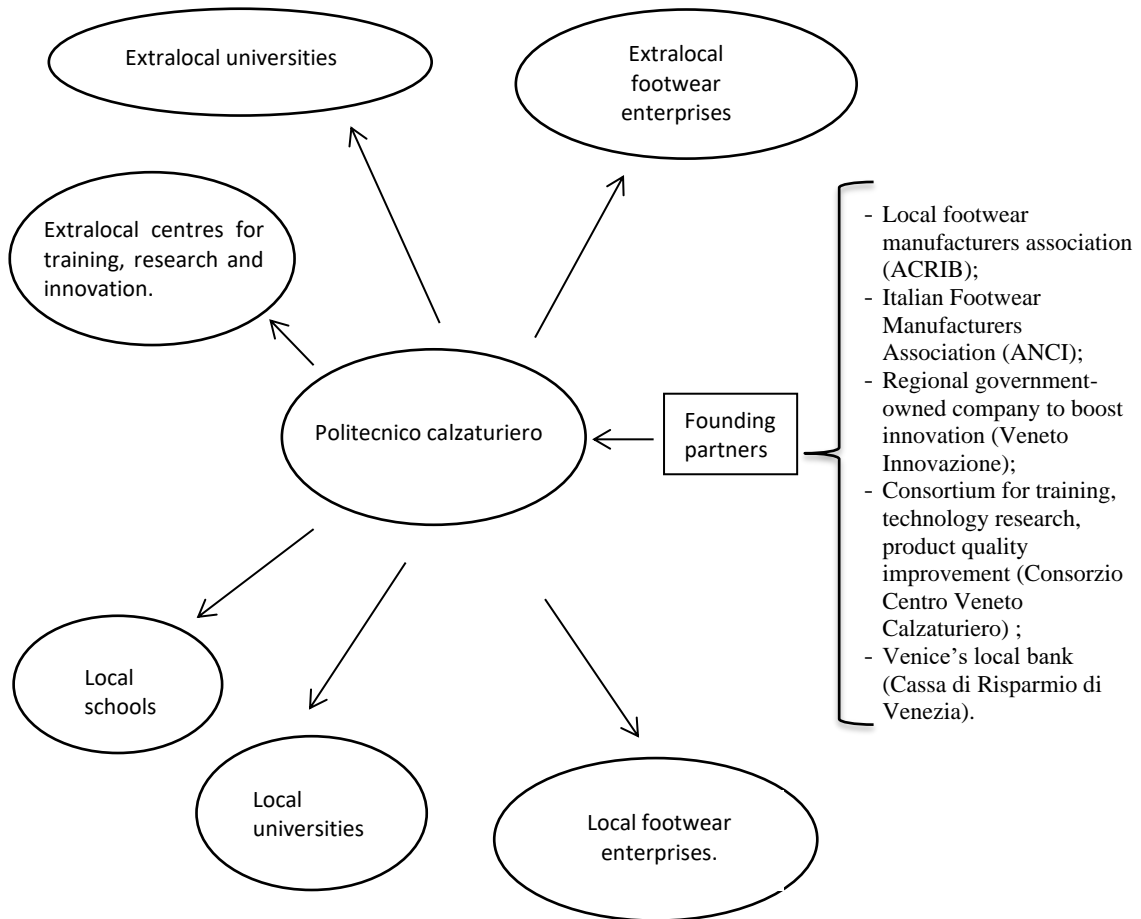 Extralocal universities
Extralocal
footwear
enterprises
Extralocal centres for
training, research and
innovation.
Politecnico calzaturiero
Founding
partners
- Local footwear
manufacturers association
(ACRIB);
- Italian Footwear
Manufacturers
Association (ANCI);
- Regional government-
owned company to boost
innovation (Veneto
Innovazione);
- Consortium for training,
technology research,
product quality
improvement (Consorzio
Centro Veneto
Calzaturiero) ;
- Venice’s local bank
(Cassa di Risparmio di
Venezia).
Local
schools
Local
universities
Local footwear
enterprises.